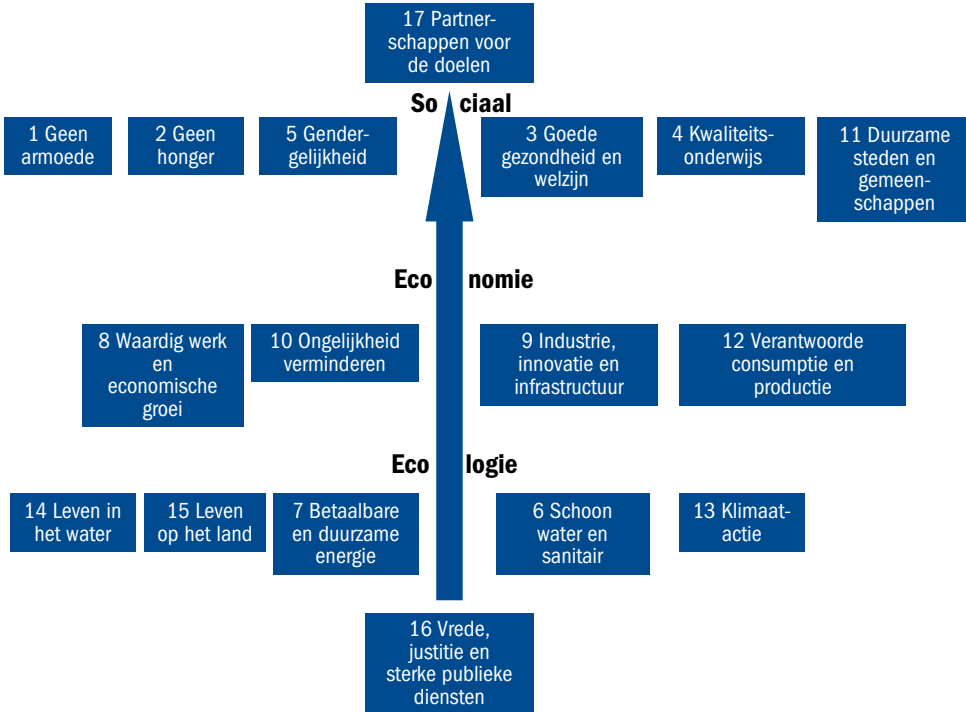 17 Partner-
schappen voor
de doelen
So ciaal
1 Geen
armoede
2 Geen
honger
5 Gender-
gelijkheid
3 Goede
gezondheid en
welzijn
4 Kwaliteits-
onderwijs
11 Duurzame
steden en
gemeen-
schappen
Eco nomie
8 Waardig werk
en
economische
groei
10 Ongelijkheid
verminderen
9 Industrie,
innovatie en
infrastructuur
12 Verantwoorde
consumptie en
productie
Eco logie
14 Leven in
het water
15 Leven
op het land
7 Betaalbare
en duurzame
energie
6 Schoon
water en
sanitair
13 Klimaat-
actie
16 Vrede,
justitie en
sterke publieke
diensten